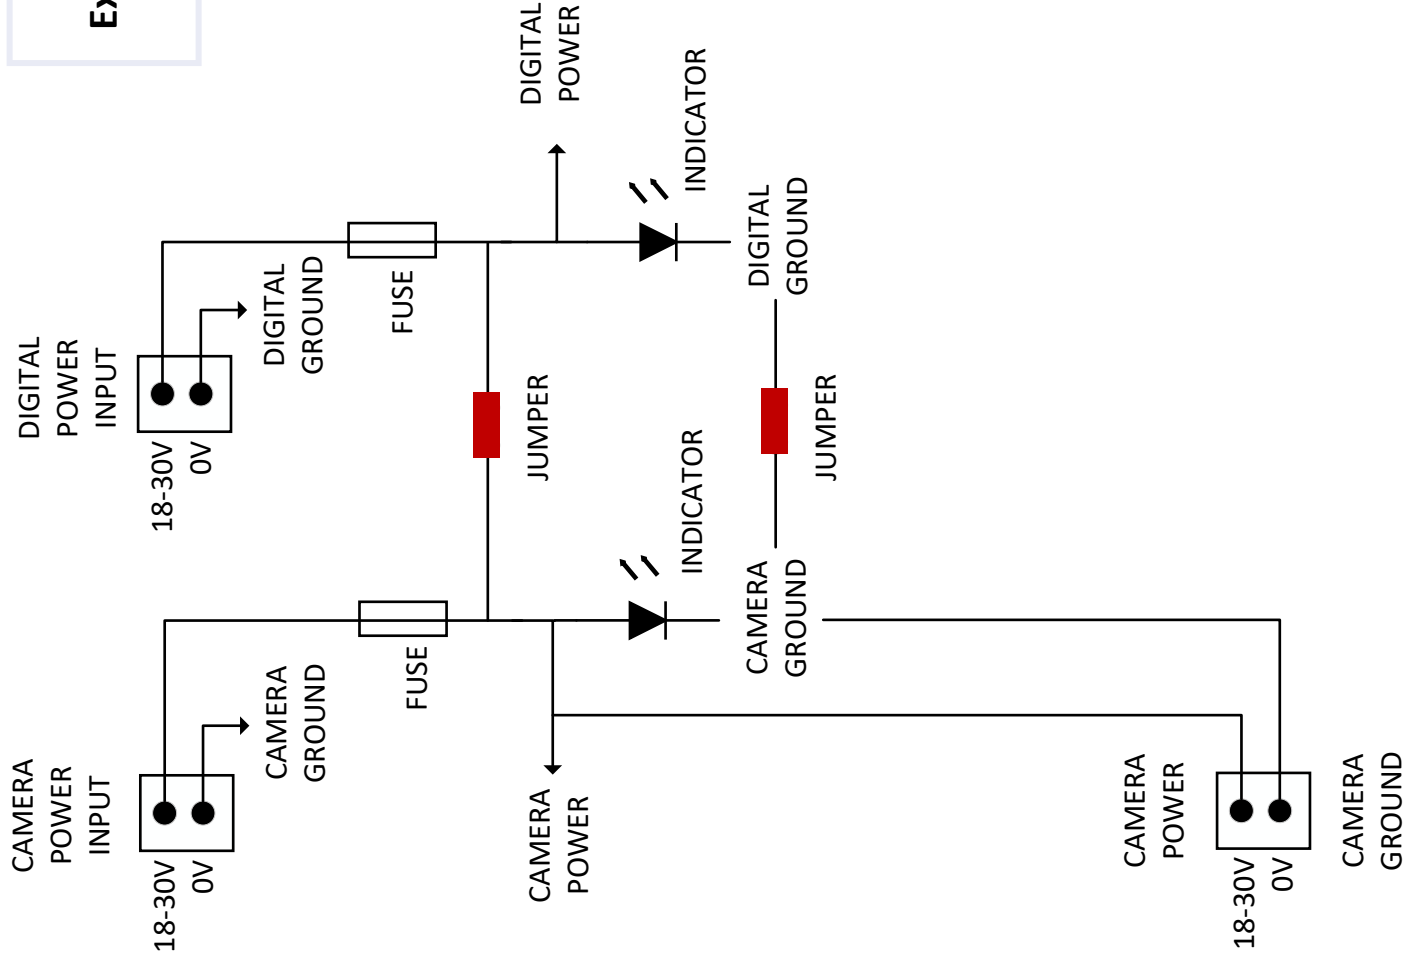 Ex
CAMERA
POWER
INPUT
DIGITAL
POWER
INPUT
18-30V
0V
18-30V
0V
CAMERA
GROUND
DIGITAL
GROUND
FUSE
FUSE
CAMERA
POWER
JUMPER
DIGITAL
POWER
INDICATOR
INDICATOR
CAMERA
GROUND
JUMPER
DIGITAL
GROUND
CAMERA
POWER
18-30V
0V
CAMERA
GROUND